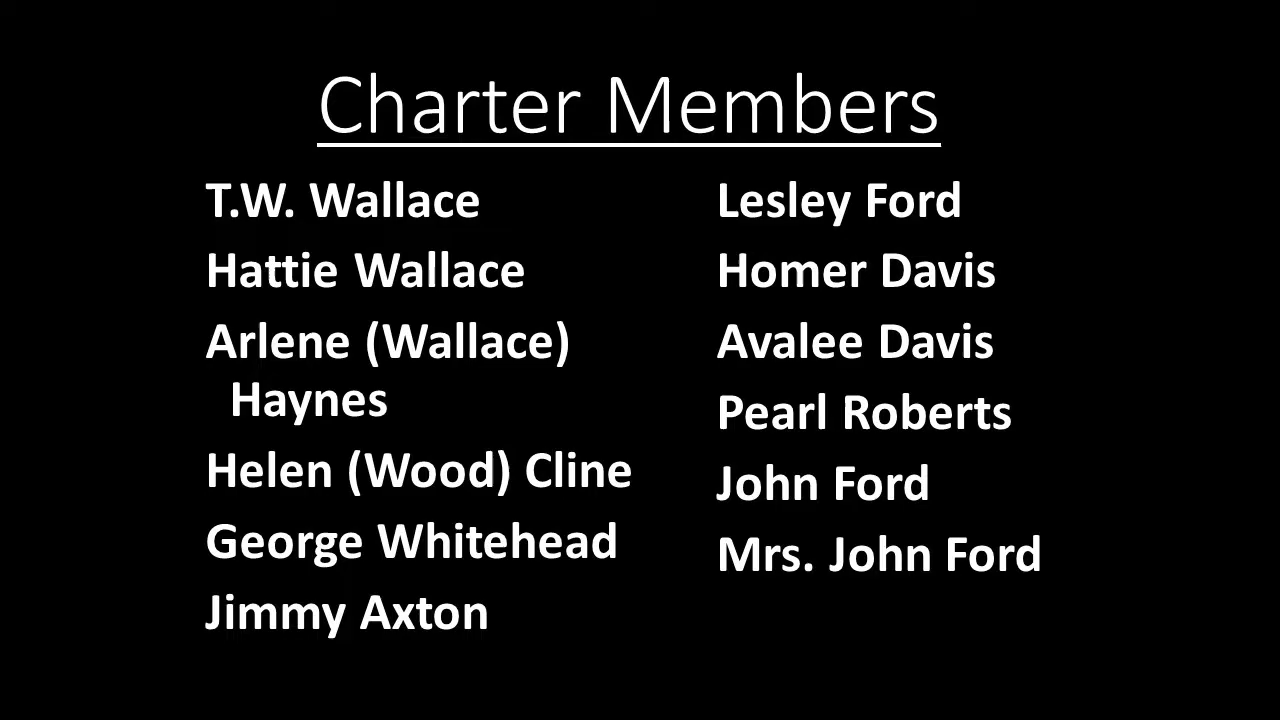 Charter Members
T.W. Wallace
Hattie Wallace
Arlene (Wallace)
Haynes
Helen (Wood) Cline
George Whitehead
Jimmy Axton
Lesley Ford
Homer Davis
Avalee Davis
Pearl Roberts
John Ford
Mrs. John Ford